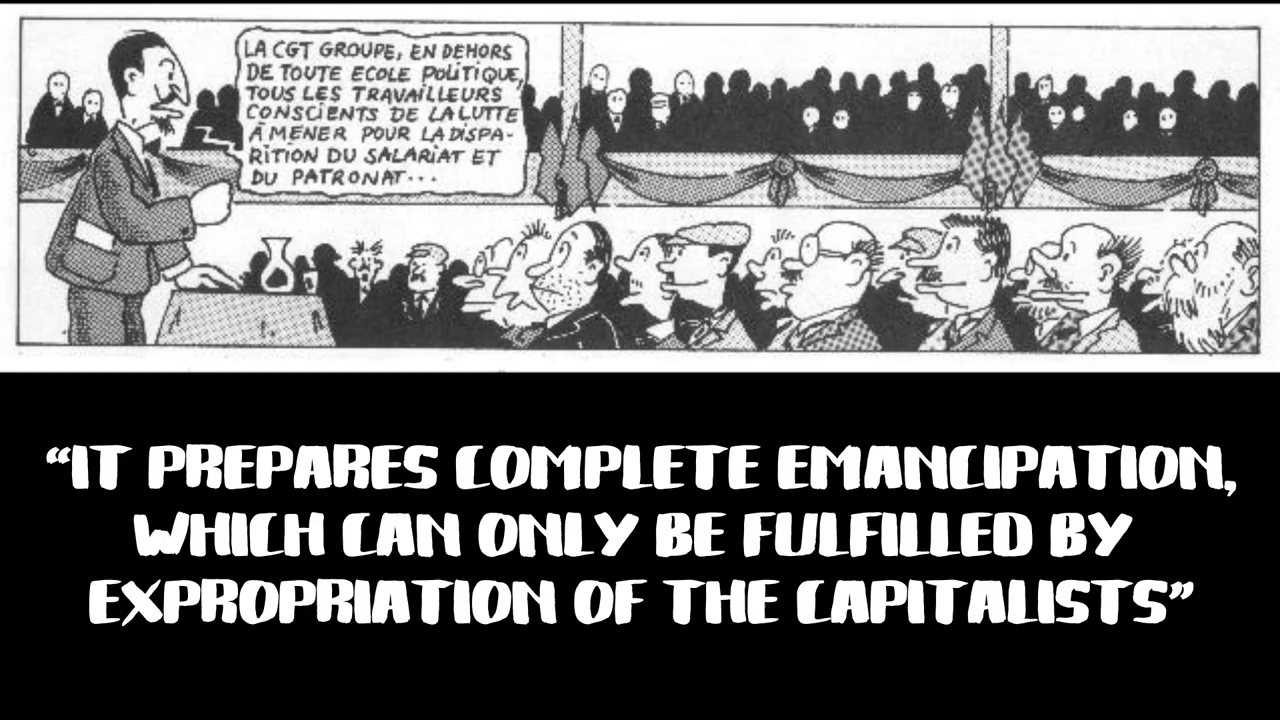 LA CGT GROUPE, EN DEHORS
DE TOUTE ECOLE POLITIQUE,
TOUS LES TRAVAILLEURS
CONSCIENTS DE LA LUTTE
À MENER POUR LA DISPA-
RITION DU SALARIAT ET
DU PATRONAT...
“IT PREPARES COMPLETE EMANCIPATION,
WHICH CAN ONLY BE FULFILLED BY
EXPROPRIATION OF THE CAPITALISTS”